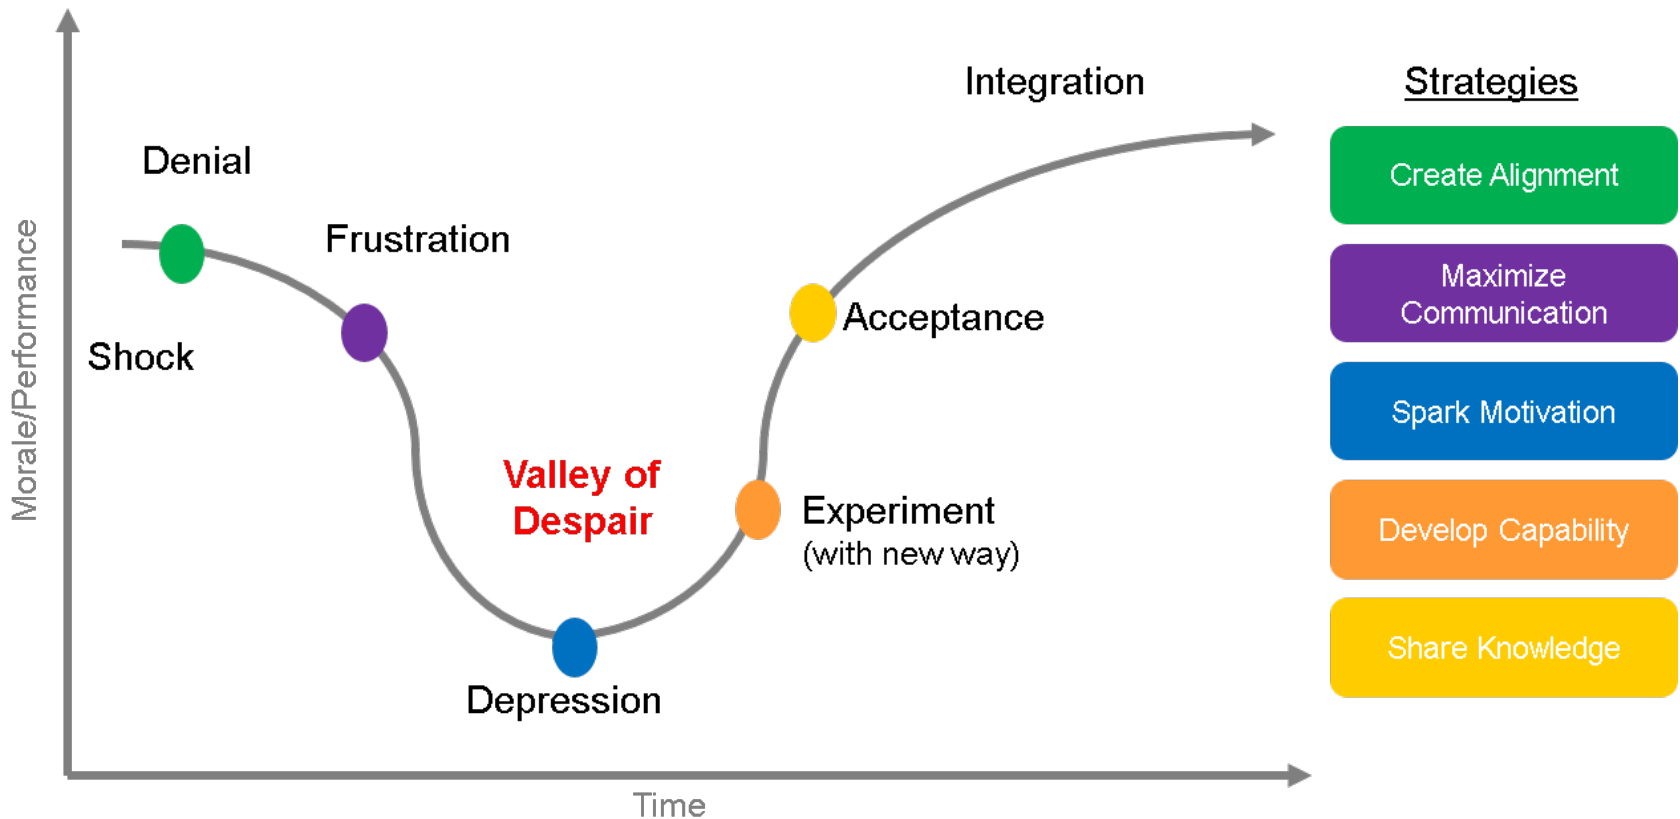 Integration
Strategies
Denial
Create Alignment
Frustration
Maximize
Communication
Shock
Acceptance
Morale/Performance
Spark Motivation
Valley of
Despair
Experiment
(with new way)
Develop Capability
Share Knowledge
Depression
Time